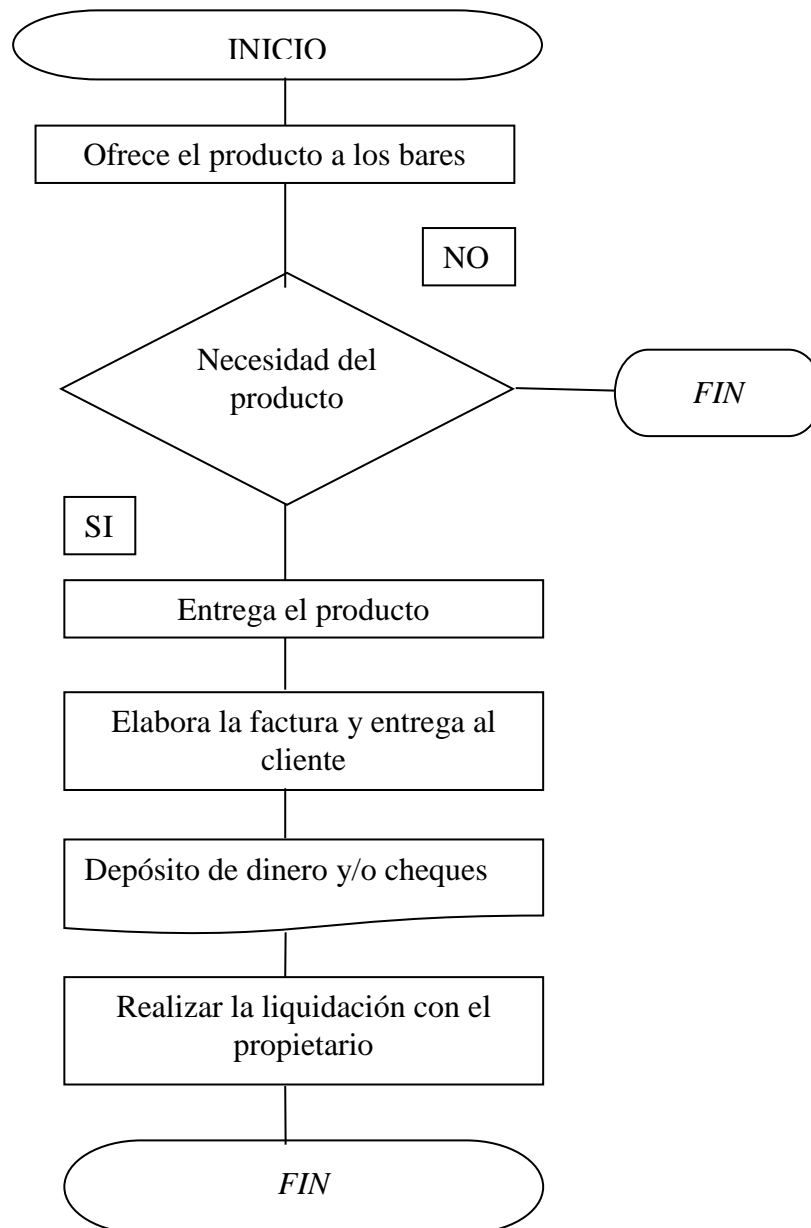 INICIO
Ofrece el producto a los bares
NO
Necesidad del
producto
FIN
SI
Entrega el producto
Elabora la factura y entrega al
cliente
Depósito de dinero y/o cheques
Realizar la liquidación con el
propietario
FIN